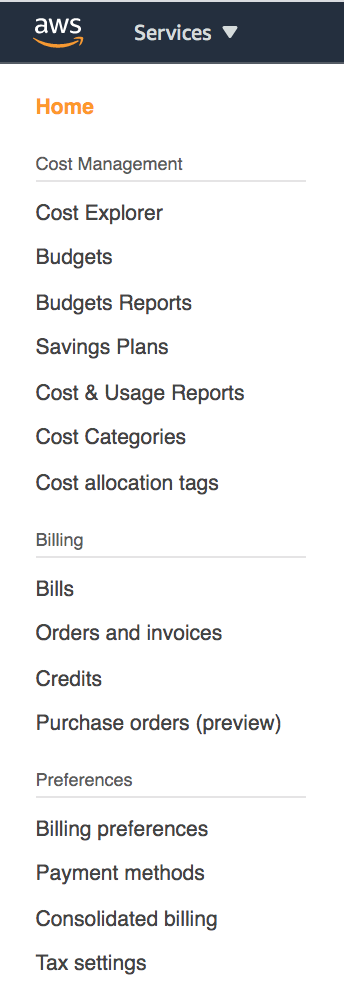 aws
Services
Home
Cost Management
Cost Explorer
Budgets
Budgets Reports
Savings Plans
Cost & Usage Reports
Cost Categories
Cost allocation tags
Billing
Bills
Orders and invoices
Credits
Purchase orders (preview)
Preferences
Billing preferences
Payment methods
Consolidated billing
Tax settings